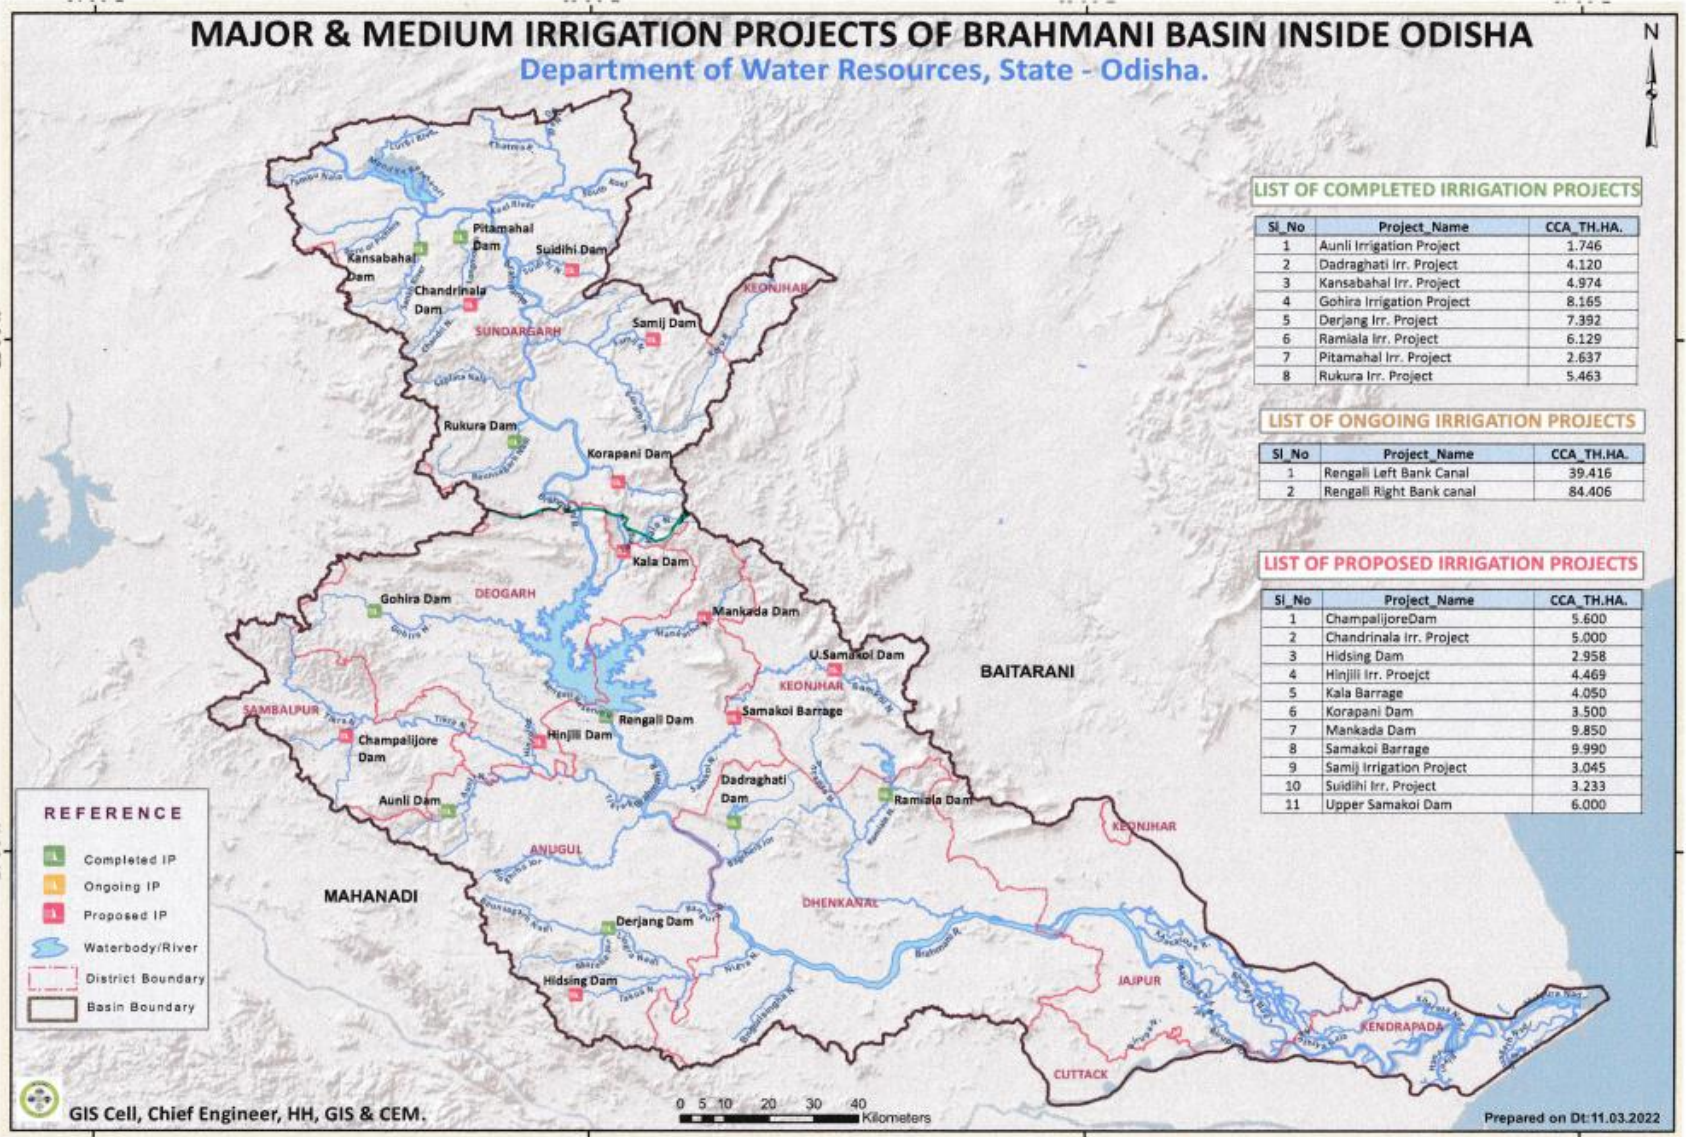 MAJOR & MEDIUM IRRIGATION PROJECTS OF BRAHMANI BASIN INSIDE ODISHA
Department of Water Resources, State - Odisha.
N
LIST OF COMPLETED IRRIGATION PROJECTS
Sl_No Project_Name CCA_TH.HA.
1 Aunli Irrigation Project 1.746
2 Dadraghati Irr. Project 4.120
3 Kansabahal Irr. Project 4.974
4 Gohira Irrigation Project 8.165
5 Derjang Irr. Project 7.392
6 Ramiala Irr. Project 6.129
7 Pitamahal Irr. Project 2.637
8 Rukura Irr. Project 5.463
LIST OF ONGOING IRRIGATION PROJECTS
Sl_No Project_Name CCA_TH.HA.
1 Rengali Left Bank Canal 39.416
2 Rengali Right Bank canal 84.406
LIST OF PROPOSED IRRIGATION PROJECTS
Sl_No Project_Name CCA_TH.HA.
1 ChampalijoreDam 5.600
2 Chandrinala Irr. Project 5.000
3 Hidsing Dam 2.958
4 Hinjili Irr. Proejct 4.469
5 Kala Barrage 4.050
6 Korapani Dam 3.500
7 Mankada Dam 9.850
8 Samakoi Barrage 9.990
9 Samij Irrigation Project 3.045
10 Suidihi Irr. Project 3.233
11 Upper Samakoi Dam 6.000
South Koel
Koel River
Pitamahal
Dam
Kansabahal
Dam
Suidihi Dam
Chandrinala
Dam
KEONJHAR
SUNDARGARH
Samij Dam
Rukura Dam
Korapani Dam
Kala Dam
DEOGARH
Gohira Dam
Gohira N.
Mankada Dam
U.Samakoi Dam
KEONJHAR
Samakoi N.
BAITARANI
SAMBALPUR
Tikra N.
Tikra N.
Rengali Dam
Samakoi Barrage
Hinjili Dam
Champalijore
Dam
Dadraghati
Dam
Aunli Dam
Ramiala Dam
KEONJHAR
ANUGUL
MAHANADI
DHENKANAL
Derjang Dam
Brahmani R.
Nigra N.
Hidsing Dam
JAJPUR
KENDRAPADA
CUTTACK
REFERENCE
Completed IP
Ongoing IP
Proposed IP
Waterbody/River
District Boundary
Basin Boundary
GIS Cell, Chief Engineer, HH, GIS & CEM.
0 5 10 20 30 40
Kilometers
Prepared on Dt:11.03.2022